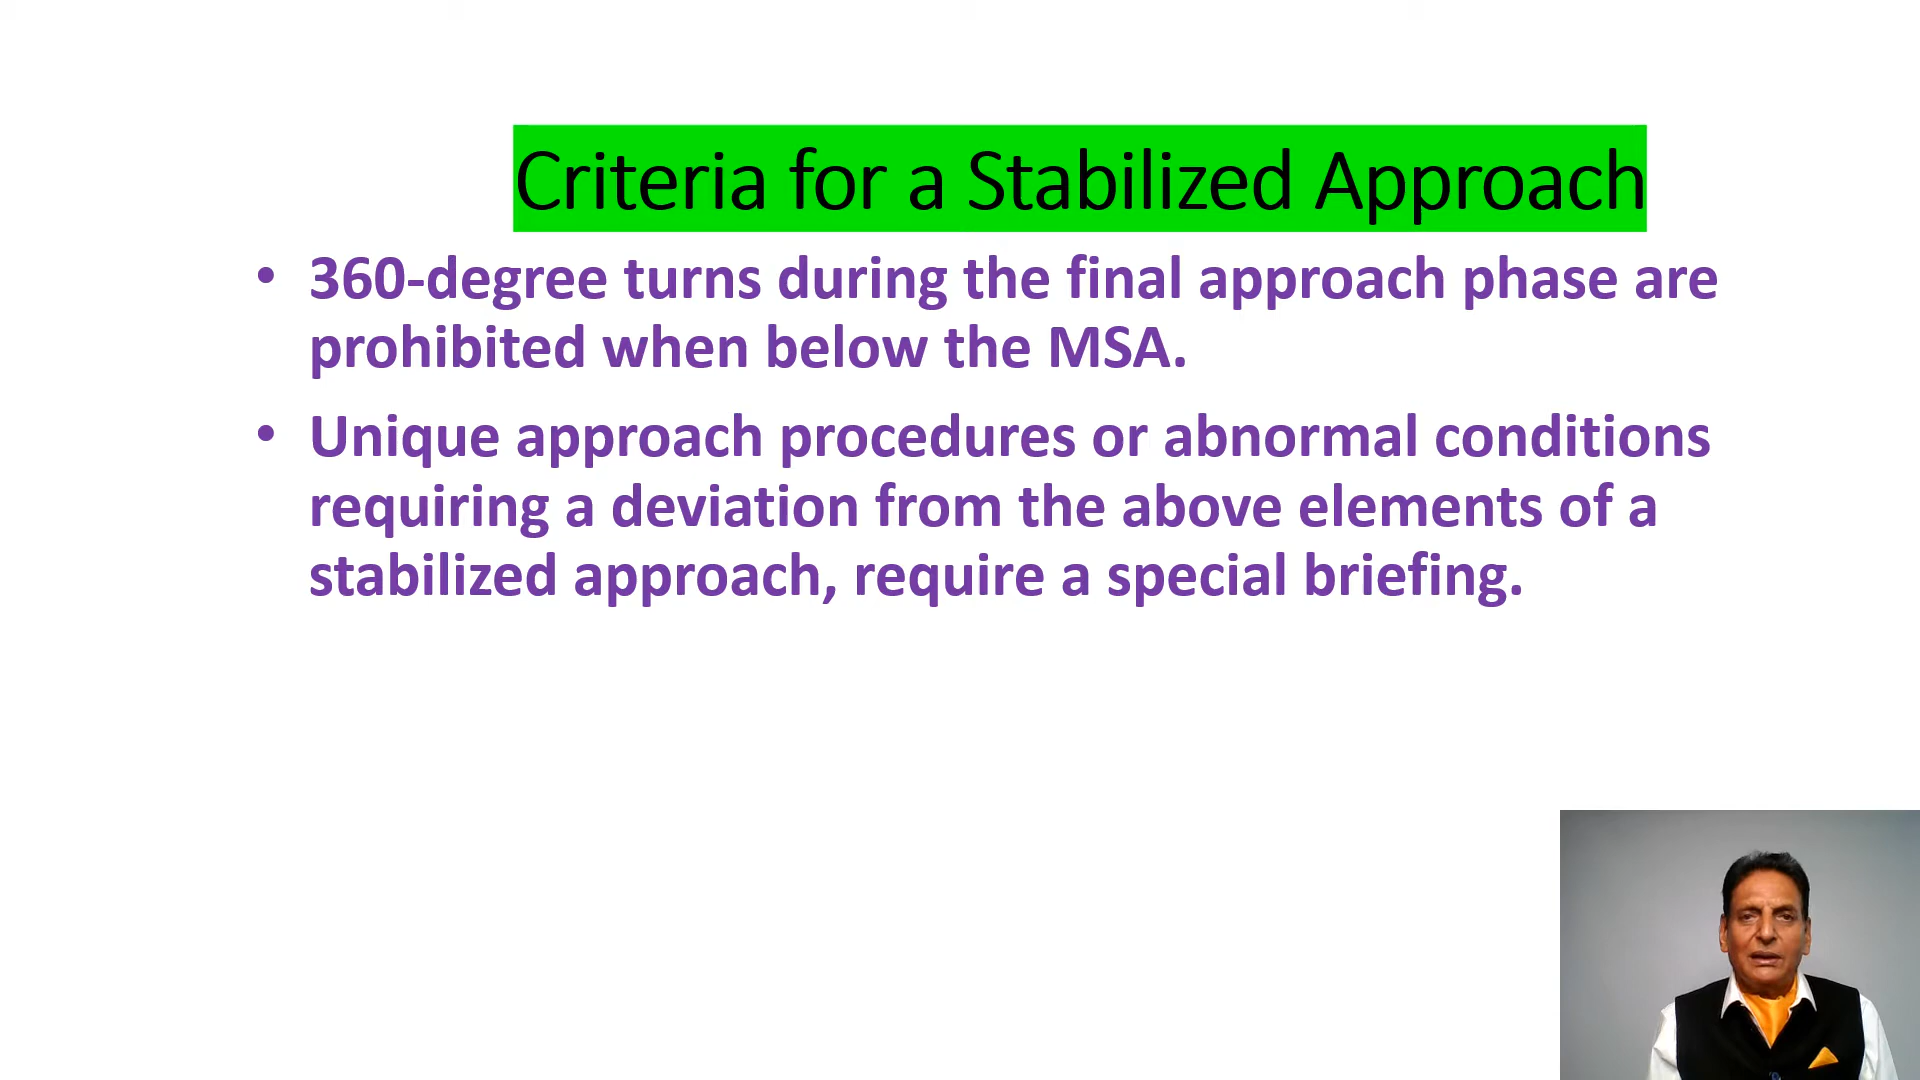 Criteria for a Stabilized Approach
• 360-degree turns during the final approach phase are
prohibited when below the MSA.
• Unique approach procedures or abnormal conditions
requiring a deviation from the above elements of a
stabilized approach, require a special briefing.